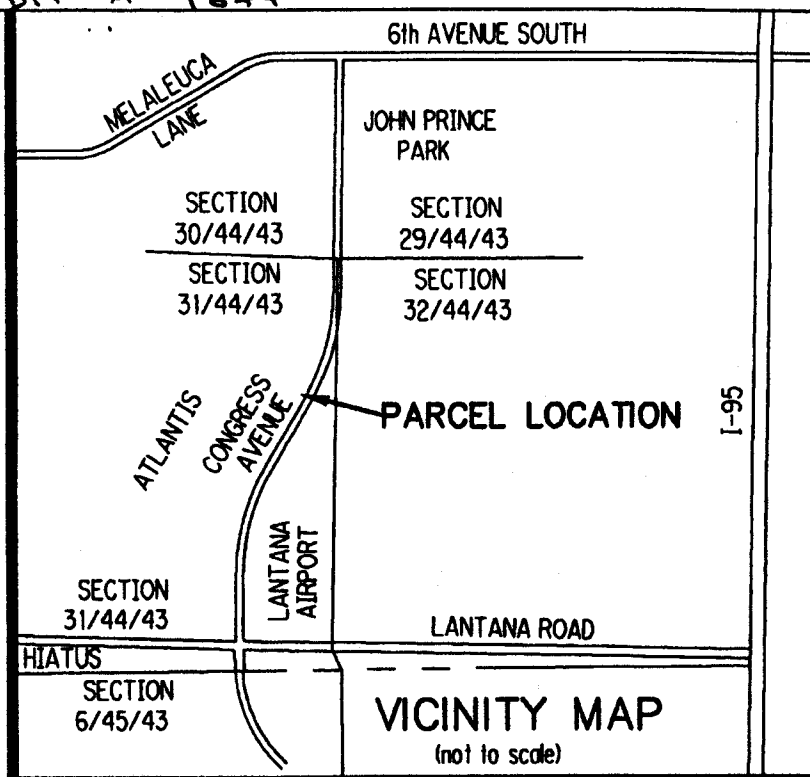 6th AVENUE SOUTH
MELALEUCA
LANE
JOHN PRINCE
PARK
SECTION
30/44/43
SECTION
29/44/43
SECTION
31/44/43
SECTION
32/44/43
ATLANTIS
CONGRESS
AVENUE
PARCEL LOCATION
I-95
LANTANA
AIRPORT
SECTION
31/44/43
LANTANA ROAD
HIATUS
SECTION
6/45/43
VICINITY MAP
(not to scale)